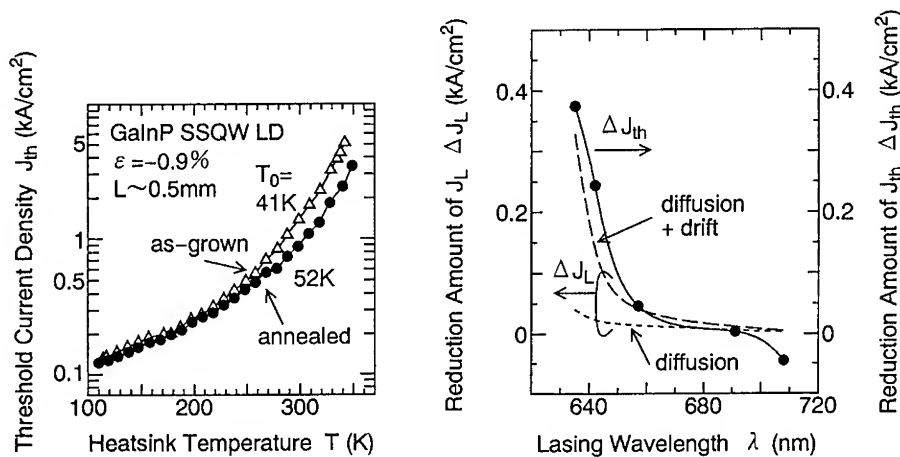 Threshold Current Density J_th (kA/cm²)
5
1
0.5
0.1
GaInP SSQW LD
ε=-0.9%
L~0.5mm
T₀=
41K
as-grown
52K
annealed
100
200
300
Heatsink Temperature T (K)
Reduction Amount of J_L ΔJ_L (kA/cm²)
0.4
0.2
0
ΔJ_th
diffusion
+ drift
ΔJ_L
diffusion
640
680
720
Lasing Wavelength λ (nm)
0.4
0.2
0
Reduction Amount of J_th ΔJ_th (kA/cm²)